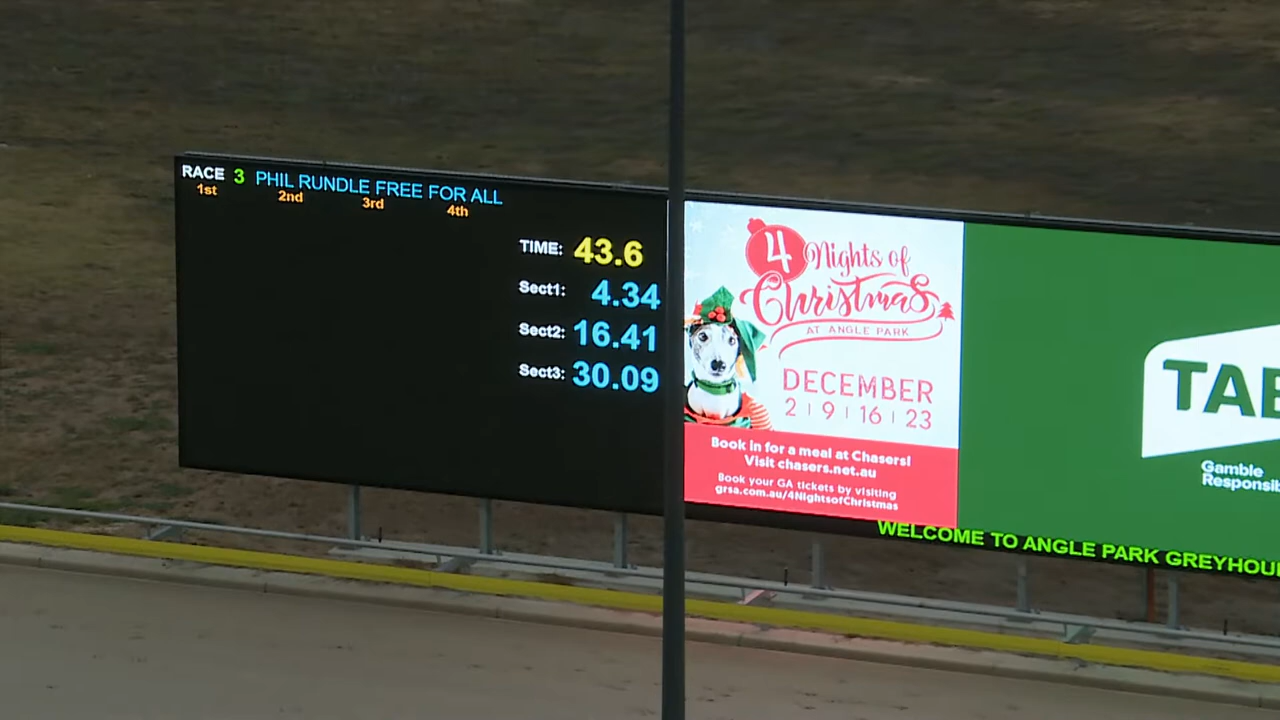 RACE 3 PHIL RUNDLE FREE FOR ALL
1st 2nd 3rd 4th
TIME: 43.6
Sect1: 4.34
Sect2: 16.41
Sect3: 30.09
4 Nights of
Christmas
AT ANGLE PARK
DECEMBER
2 | 9 | 16 | 23
Book in for a meal at Chasers!
Visit chasers.net.au
Book your GA tickets by visiting
grsa.com.au/4NightsofChristmas
TAB
Gamble
Responsib
WELCOME TO ANGLE PARK GREYHOU